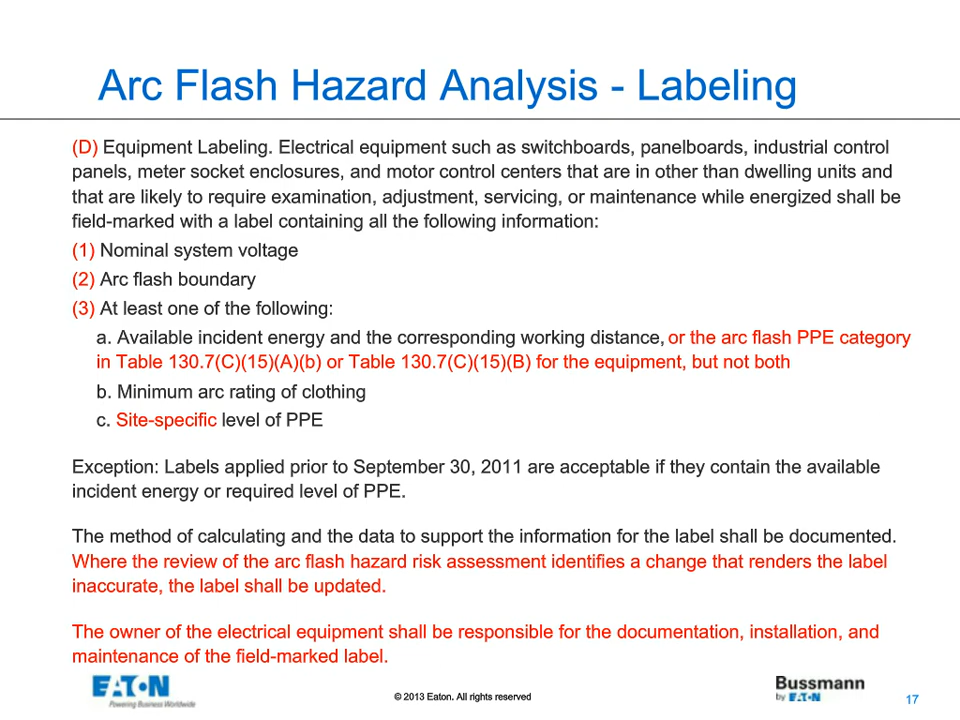 Arc Flash Hazard Analysis - Labeling
(D) Equipment Labeling. Electrical equipment such as switchboards, panelboards, industrial control
panels, meter socket enclosures, and motor control centers that are in other than dwelling units and
that are likely to require examination, adjustment, servicing, or maintenance while energized shall be
field-marked with a label containing all the following information:
(1) Nominal system voltage
(2) Arc flash boundary
(3) At least one of the following:
a. Available incident energy and the corresponding working distance, or the arc flash PPE category
in Table 130.7(C)(15)(A)(b) or Table 130.7(C)(15)(B) for the equipment, but not both
b. Minimum arc rating of clothing
c. Site-specific level of PPE
Exception: Labels applied prior to September 30, 2011 are acceptable if they contain the available
incident energy or required level of PPE.
The method of calculating and the data to support the information for the label shall be documented.
Where the review of the arc flash hazard risk assessment identifies a change that renders the label
inaccurate, the label shall be updated.
The owner of the electrical equipment shall be responsible for the documentation, installation, and
maintenance of the field-marked label.
EATON
Powering Business Worldwide
© 2013 Eaton. All rights reserved
Bussmann
by EATON
17